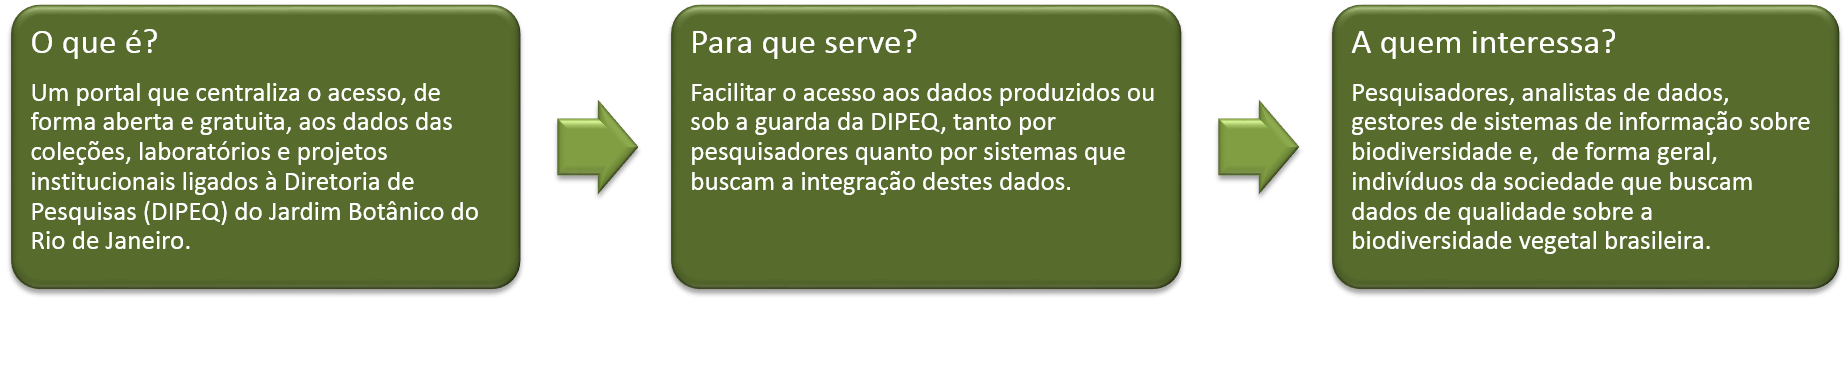 O que é?
Um portal que centraliza o acesso, de
forma aberta e gratuita, aos dados das
coleções, laboratórios e projetos
institucionais ligados à Diretoria de
Pesquisas (DIPEQ) do Jardim Botânico do
Rio de Janeiro.
Para que serve?
Facilitar o acesso aos dados produzidos ou
sob a guarda da DIPEQ, tanto por
pesquisadores quanto por sistemas que
buscam a integração destes dados.
A quem interessa?
Pesquisadores, analistas de dados,
gestores de sistemas de informação sobre
biodiversidade e,  de forma geral,
indivíduos da sociedade que buscam
dados de qualidade sobre a
biodiversidade vegetal brasileira.